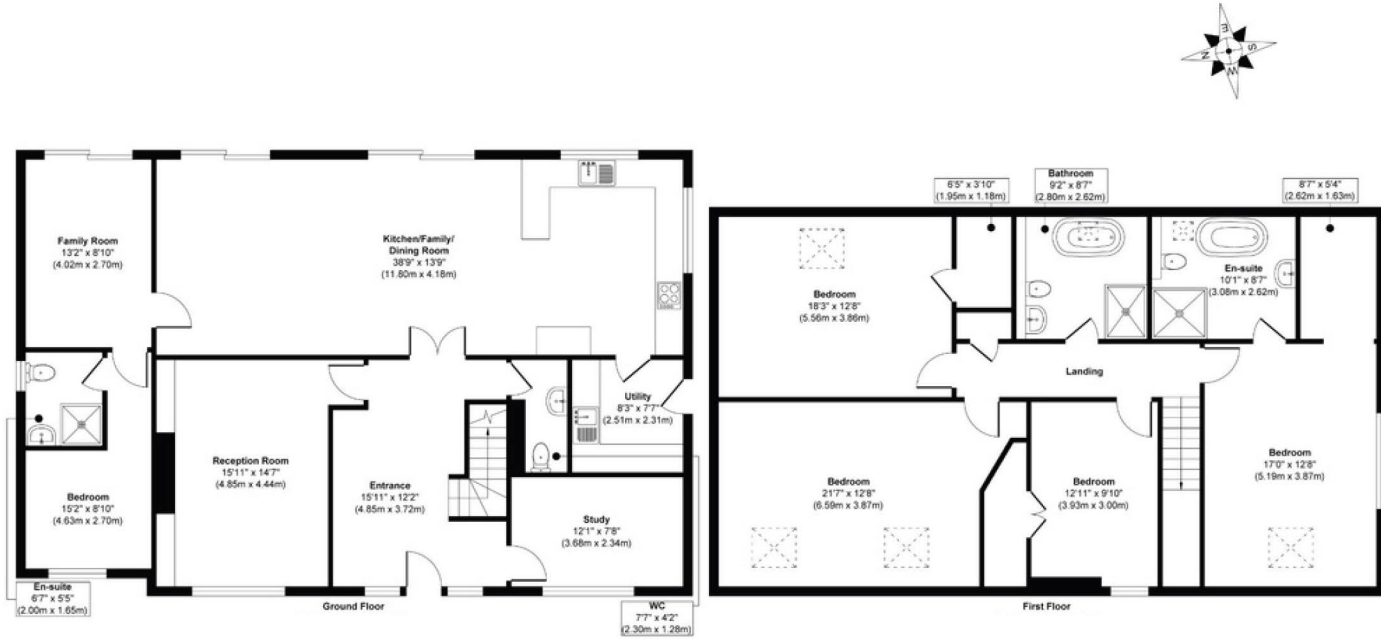 E
N
S
W
Family Room
13'2" x 8'10"
(4.02m x 2.70m)
Kitchen/Family/
Dining Room
38'9" x 13'9"
(11.80m x 4.18m)
Utility
8'3" x 7'7"
(2.51m x 2.31m)
Reception Room
15'11" x 14'7"
(4.85m x 4.44m)
Entrance
15'11" x 12'2"
(4.85m x 3.72m)
Bedroom
15'2" x 8'10"
(4.63m x 2.70m)
Study
12'1" x 7'8"
(3.68m x 2.34m)
En-suite
6'7" x 5'5"
(2.00m x 1.65m)
Ground Floor
WC
7'7" x 4'2"
(2.30m x 1.28m)
6'5" x 3'10"
(1.95m x 1.18m)
Bathroom
9'2" x 8'7"
(2.80m x 2.62m)
8'7" x 5'4"
(2.62m x 1.63m)
En-suite
10'1" x 8'7"
(3.08m x 2.62m)
Bedroom
18'3" x 12'8"
(5.56m x 3.86m)
Landing
Bedroom
21'7" x 12'8"
(6.59m x 3.87m)
Bedroom
12'11" x 9'10"
(3.93m x 3.00m)
Bedroom
17'0" x 12'8"
(5.19m x 3.87m)
First Floor